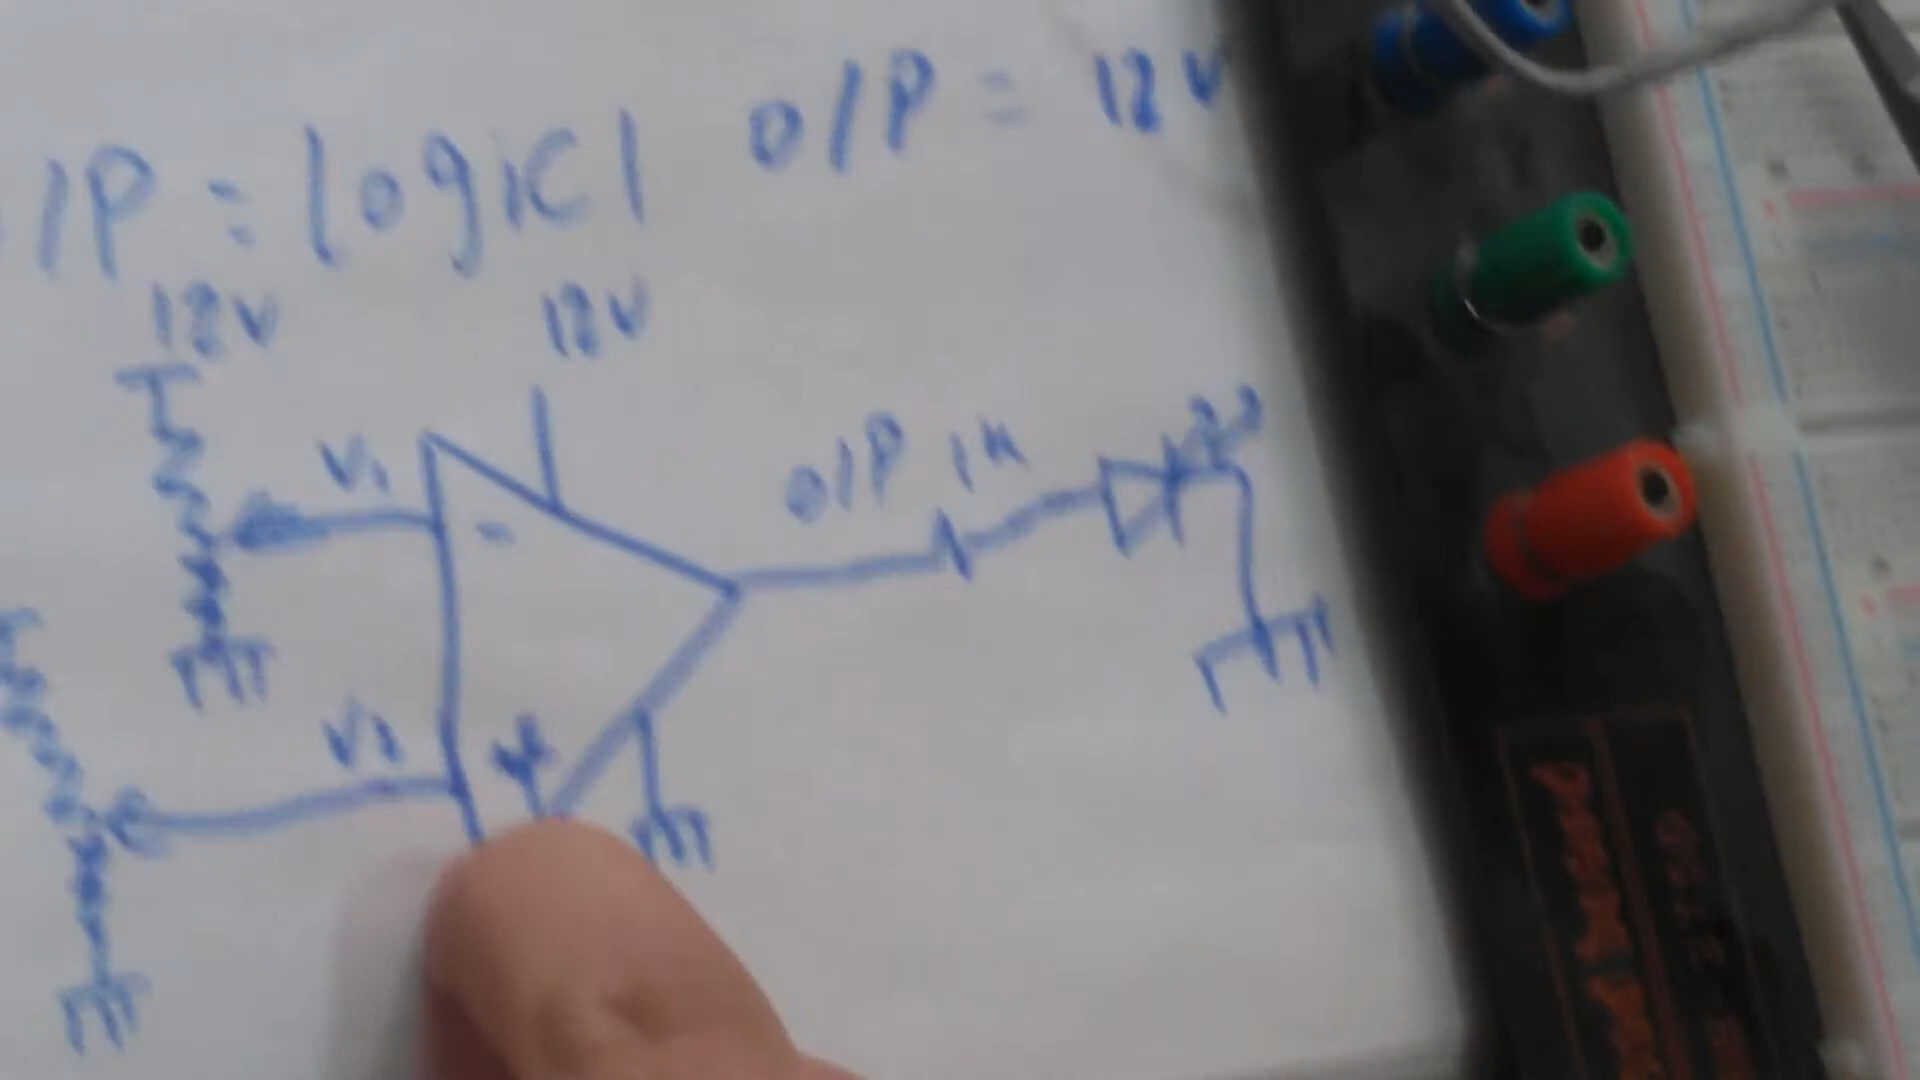 /P = logic 1 O/P = 12V
12V 12V
V1 O/P 1K
-
V2
+